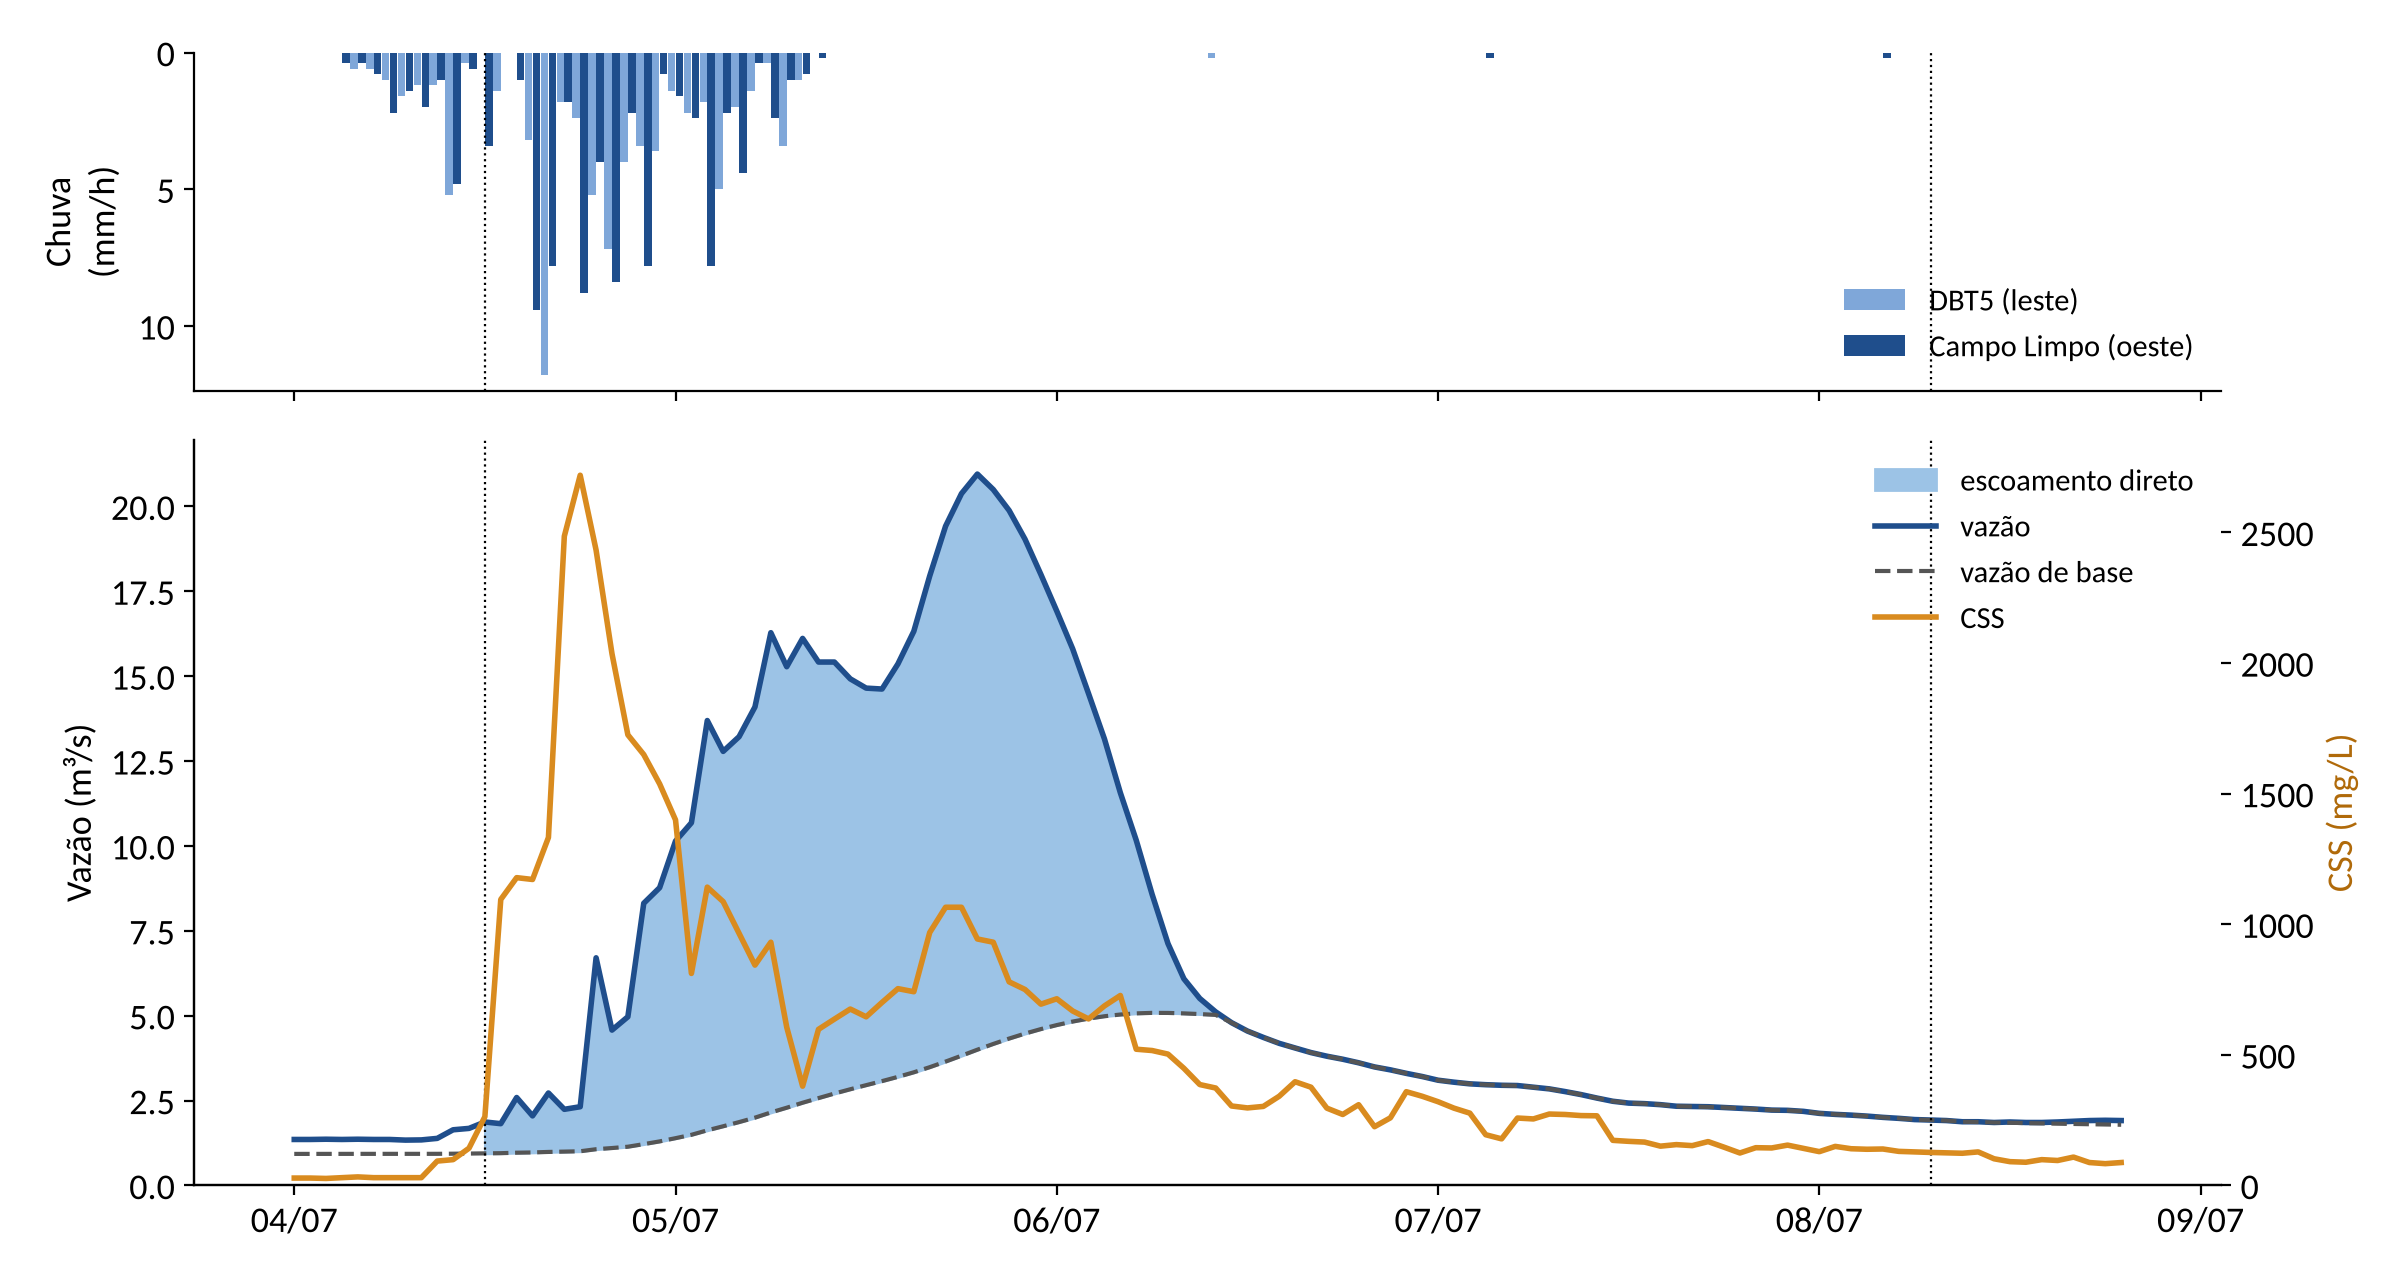 0
5
10
Chuva
(mm/h)
DBT5 (leste)
Campo Limpo (oeste)
20.0
17.5
15.0
12.5
10.0
7.5
5.0
2.5
0.0
Vazão (m³/s)
escoamento direto
vazão
vazão de base
CSS
2500
2000
1500
1000
500
0
CSS (mg/L)
04/07
05/07
06/07
07/07
08/07
09/07